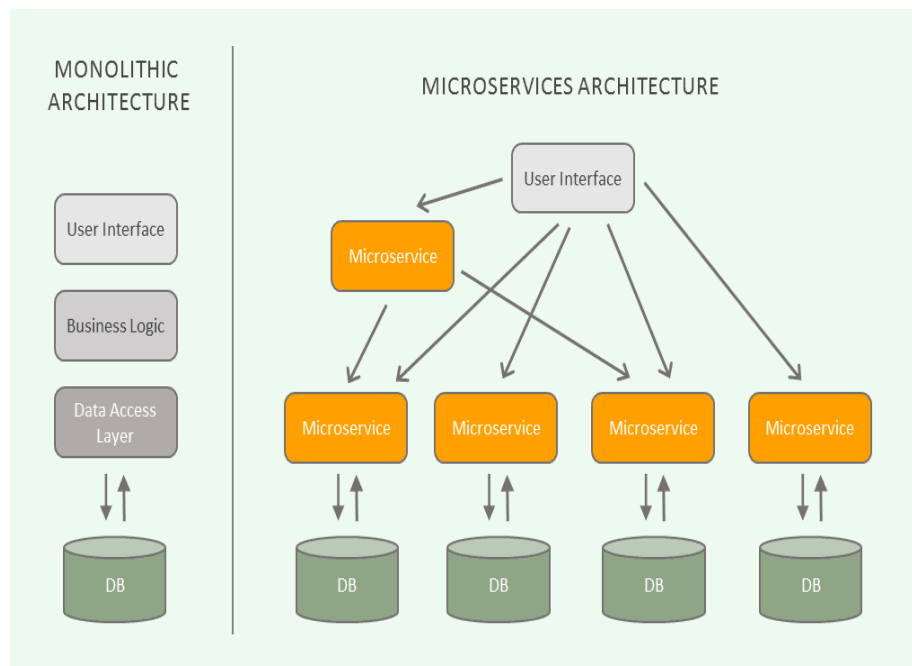 MONOLITHIC
ARCHITECTURE
User Interface
Business Logic
Data Access
Layer
DB
MICROSERVICES ARCHITECTURE
User Interface
Microservice
Microservice
Microservice
Microservice
Microservice
DB
DB
DB
DB